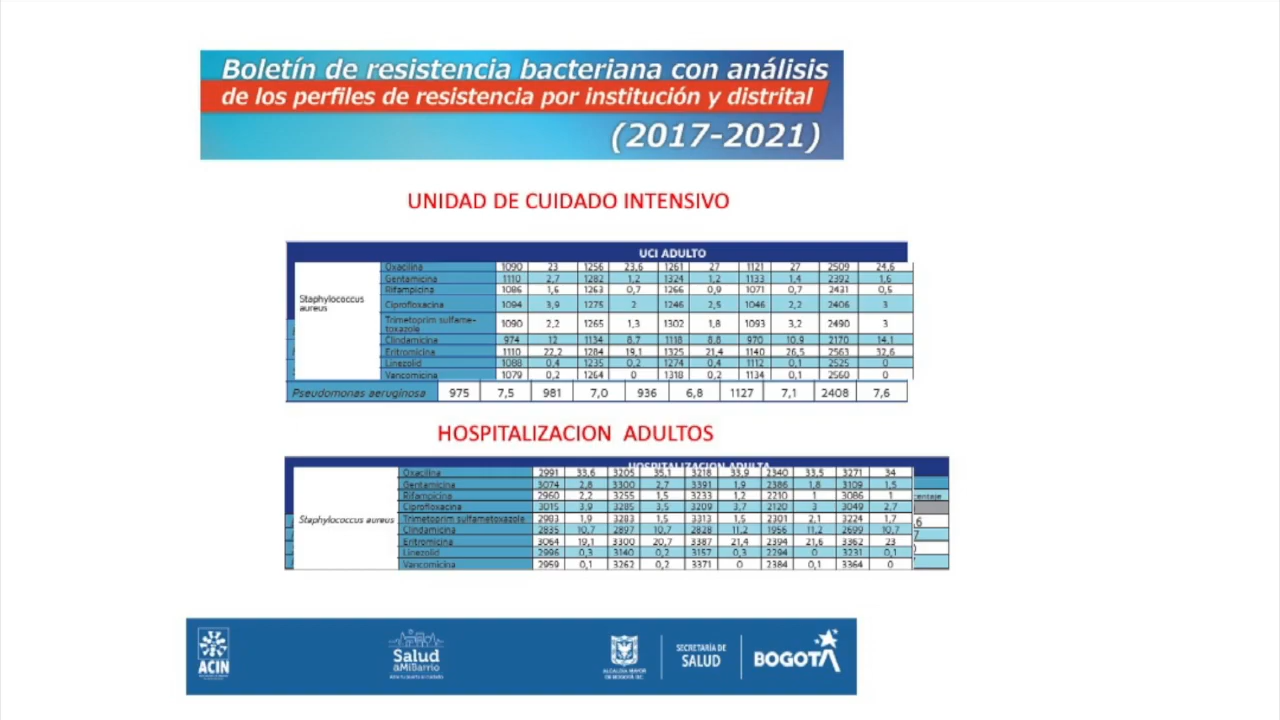 Boletín de resistencia bacteriana con análisis
de los perfiles de resistencia por institución y distrital
(2017-2021)
UNIDAD DE CUIDADO INTENSIVO
UCI ADULTO
Staphylococcus aureus
Oxacilina 1090 23 1256 23,6 1261 27 1121 27 2509 24,6
Gentamicina 1110 2,7 1282 1,2 1324 1,2 1133 1,4 2392 1,6
Rifampicina 1086 1,6 1263 0,7 1266 0,9 1071 0,7 2431 0,5
Ciprofloxacina 1094 3,9 1275 2 1246 2,5 1046 2,2 2406 3
Trimetoprim sulfame-
toxazole 1090 2,2 1265 1,3 1302 1,8 1093 3,2 2490 3
Clindamicina 974 12 1134 8,7 1118 8,8 970 10,9 2170 14,1
Eritromicina 1110 22,2 1284 19,1 1325 21,4 1140 26,5 2563 32,6
Linezolid 1088 0,4 1235 0,2 1274 0,4 1112 0,1 2525 0
Vancomicina 1079 0,2 1264 0 1318 0,2 1134 0,1 2560 0
Pseudomonas aeruginosa 975 7,5 981 7,0 936 6,8 1127 7,1 2408 7,6
HOSPITALIZACION ADULTOS
HOSPITALIZACION ADULTA
Staphylococcus aureus
Oxacilina 2991 33,6 3205 35,1 3218 33,9 2340 33,5 3271 34
Gentamicina 3074 2,8 3300 2,7 3391 1,9 2386 1,8 3109 1,5
Rifampicina 2960 2,2 3255 1,5 3233 1,2 2210 1 3086 1
Ciprofloxacina 3015 3,9 3285 3,5 3209 3,7 2120 3 3049 2,7
Trimetoprim sulfametoxazole 2983 1,9 3283 1,5 3313 1,5 2301 2,1 3224 1,7
Clindamicina 2835 10,7 2897 10,7 2828 11,2 1956 11,2 2699 10,7
Eritromicina 3064 19,1 3300 20,7 3387 21,4 2394 21,6 3362 23
Linezolid 2996 0,3 3140 0,2 3157 0,3 2294 0 3231 0,1
Vancomicina 2959 0,1 3262 0,2 3371 0 2384 0,1 3364 0
ACIN
Salud
aMiBarrio
ALCALDÍA MAYOR
DE BOGOTÁ D.C.
SECRETARÍA DE
SALUD
BOGOTÁ